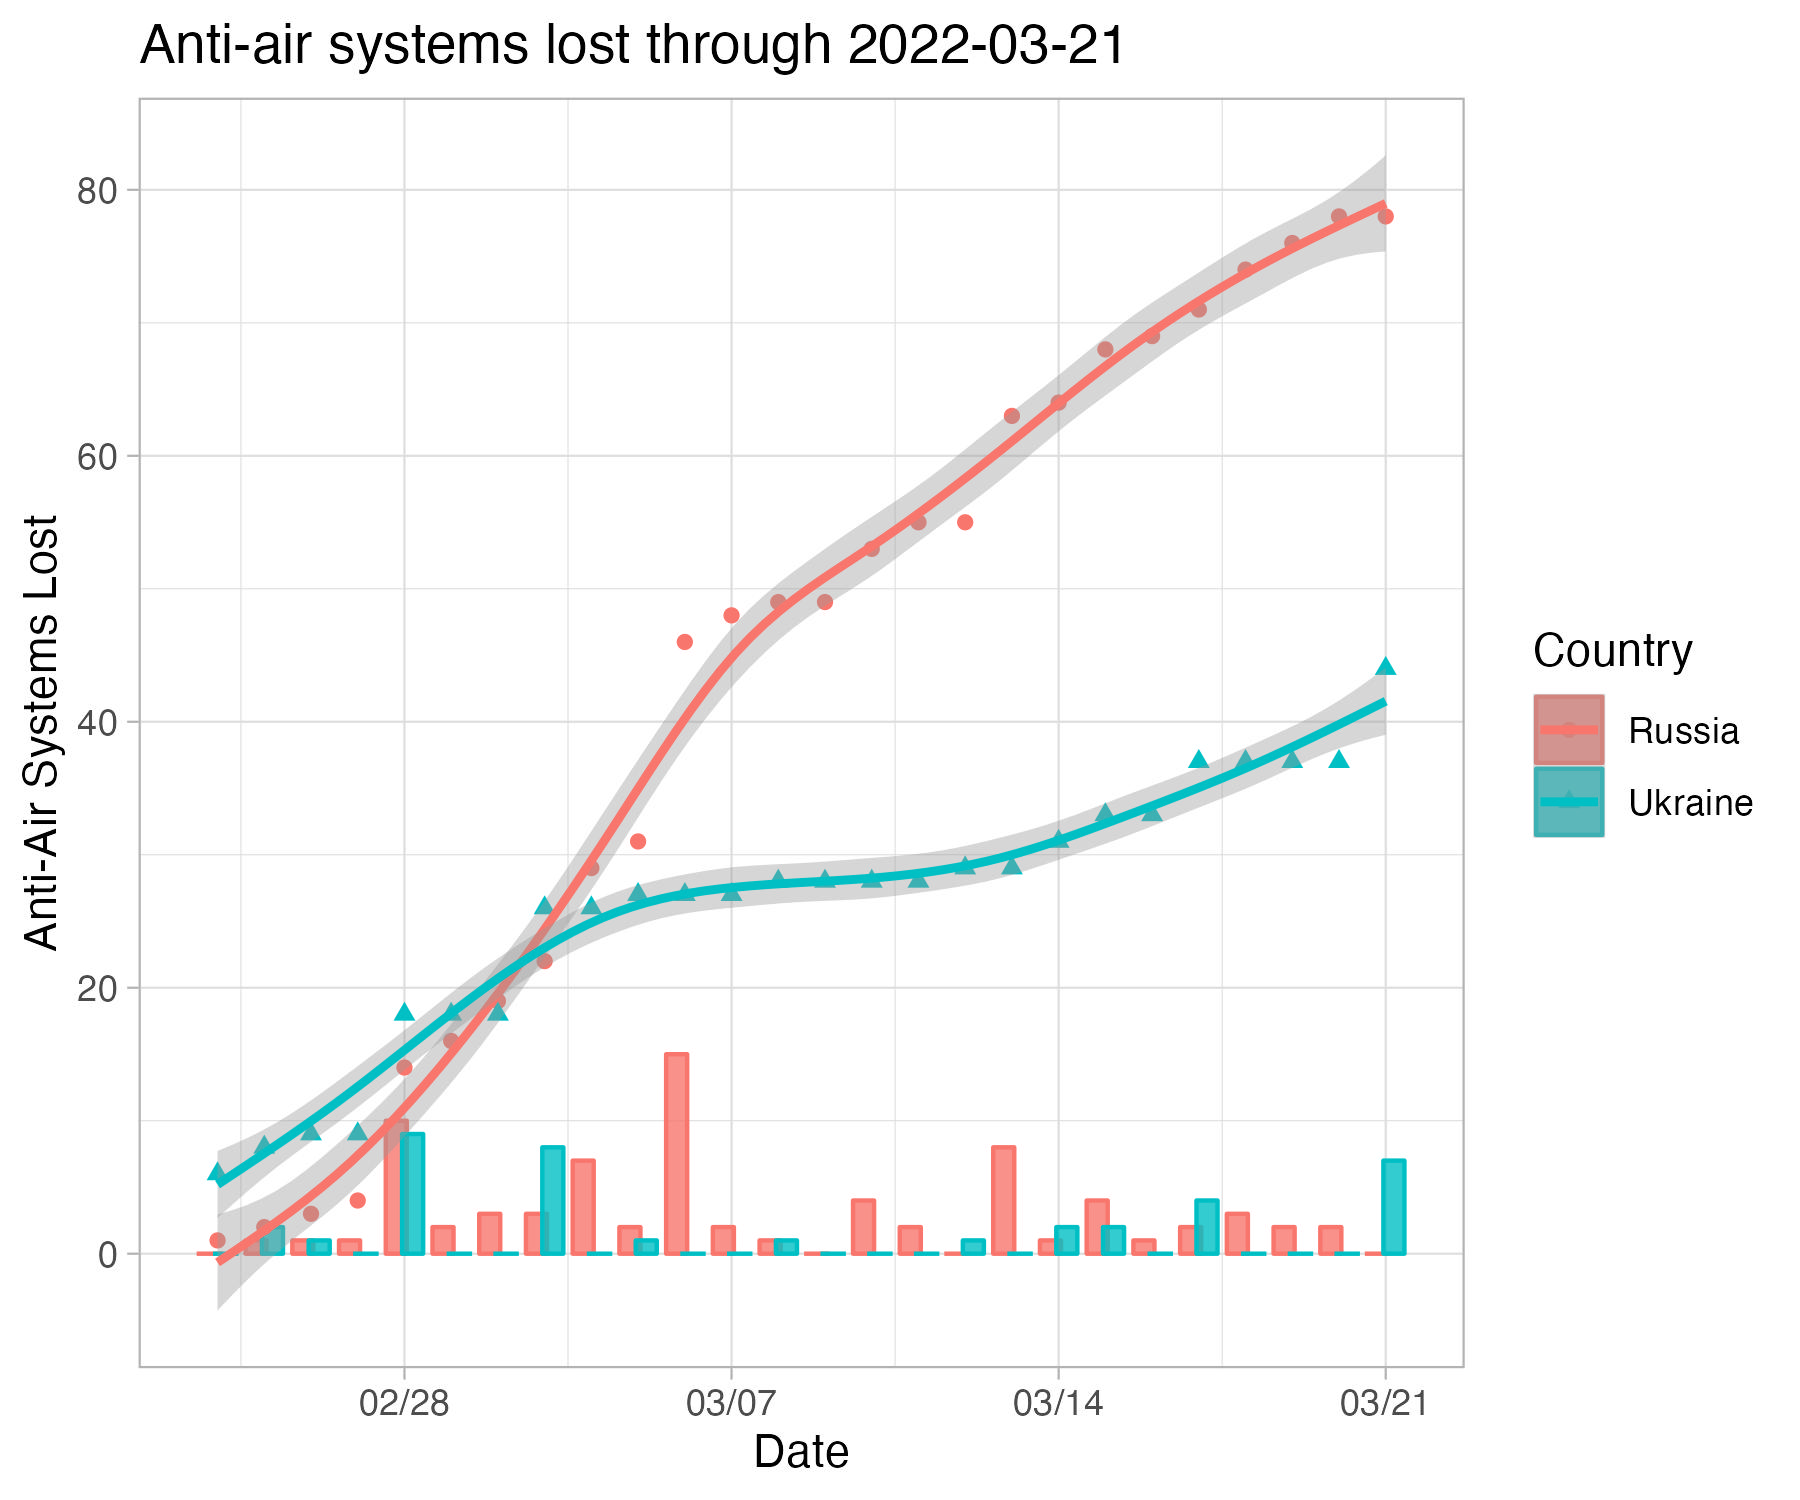 Anti-air systems lost through 2022-03-21
Anti-Air Systems Lost
80
60
40
20
0
02/28
03/07
03/14
03/21
Date
Country
Russia
Ukraine